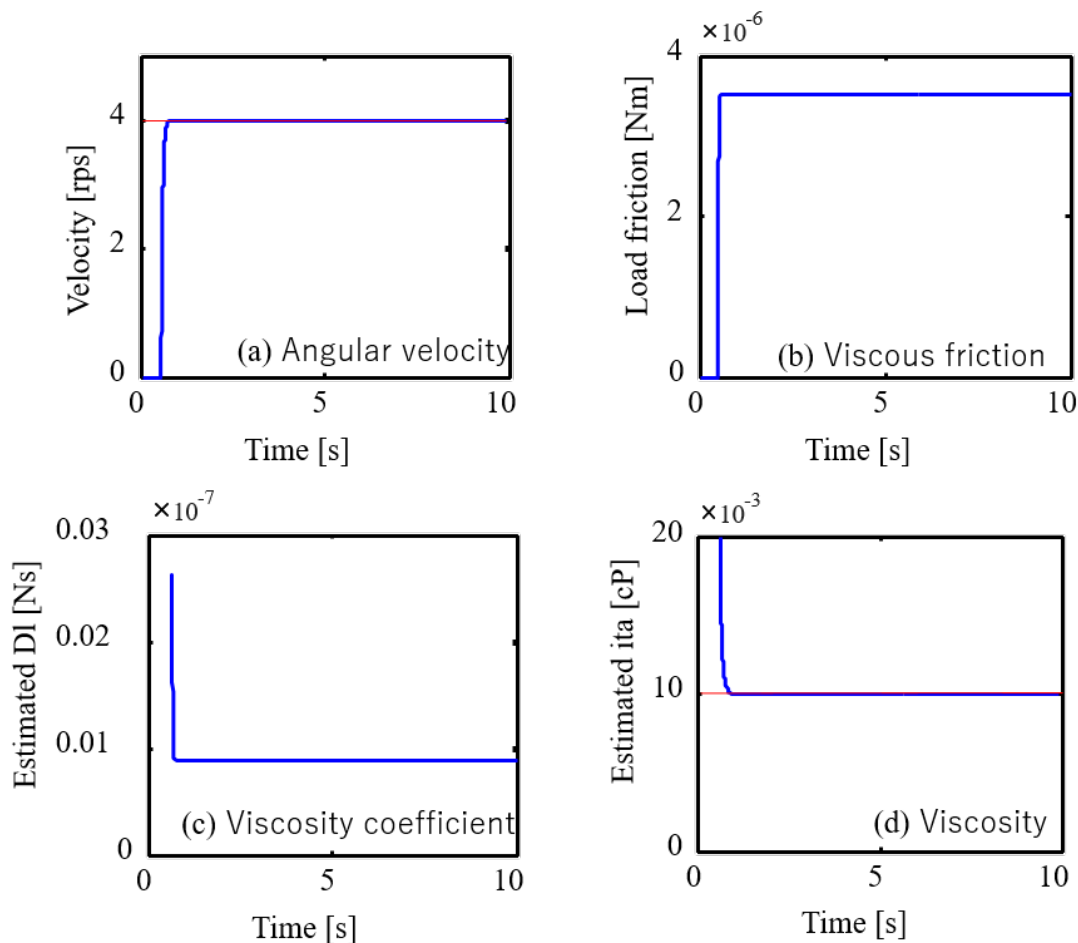 ×10⁻⁶
4
2
0
Velocity [rps]
(a) Angular velocity
0
5
10
Time [s]
4
2
0
Load friction [Nm]
(b) Viscous friction
0
5
10
Time [s]
×10⁻⁷
0.03
0.02
0.01
0
Estimated Dl [Ns]
(c) Viscosity coefficient
0
5
10
Time [s]
×10⁻³
20
10
0
Estimated ita [cP]
(d) Viscosity
0
5
10
Time [s]